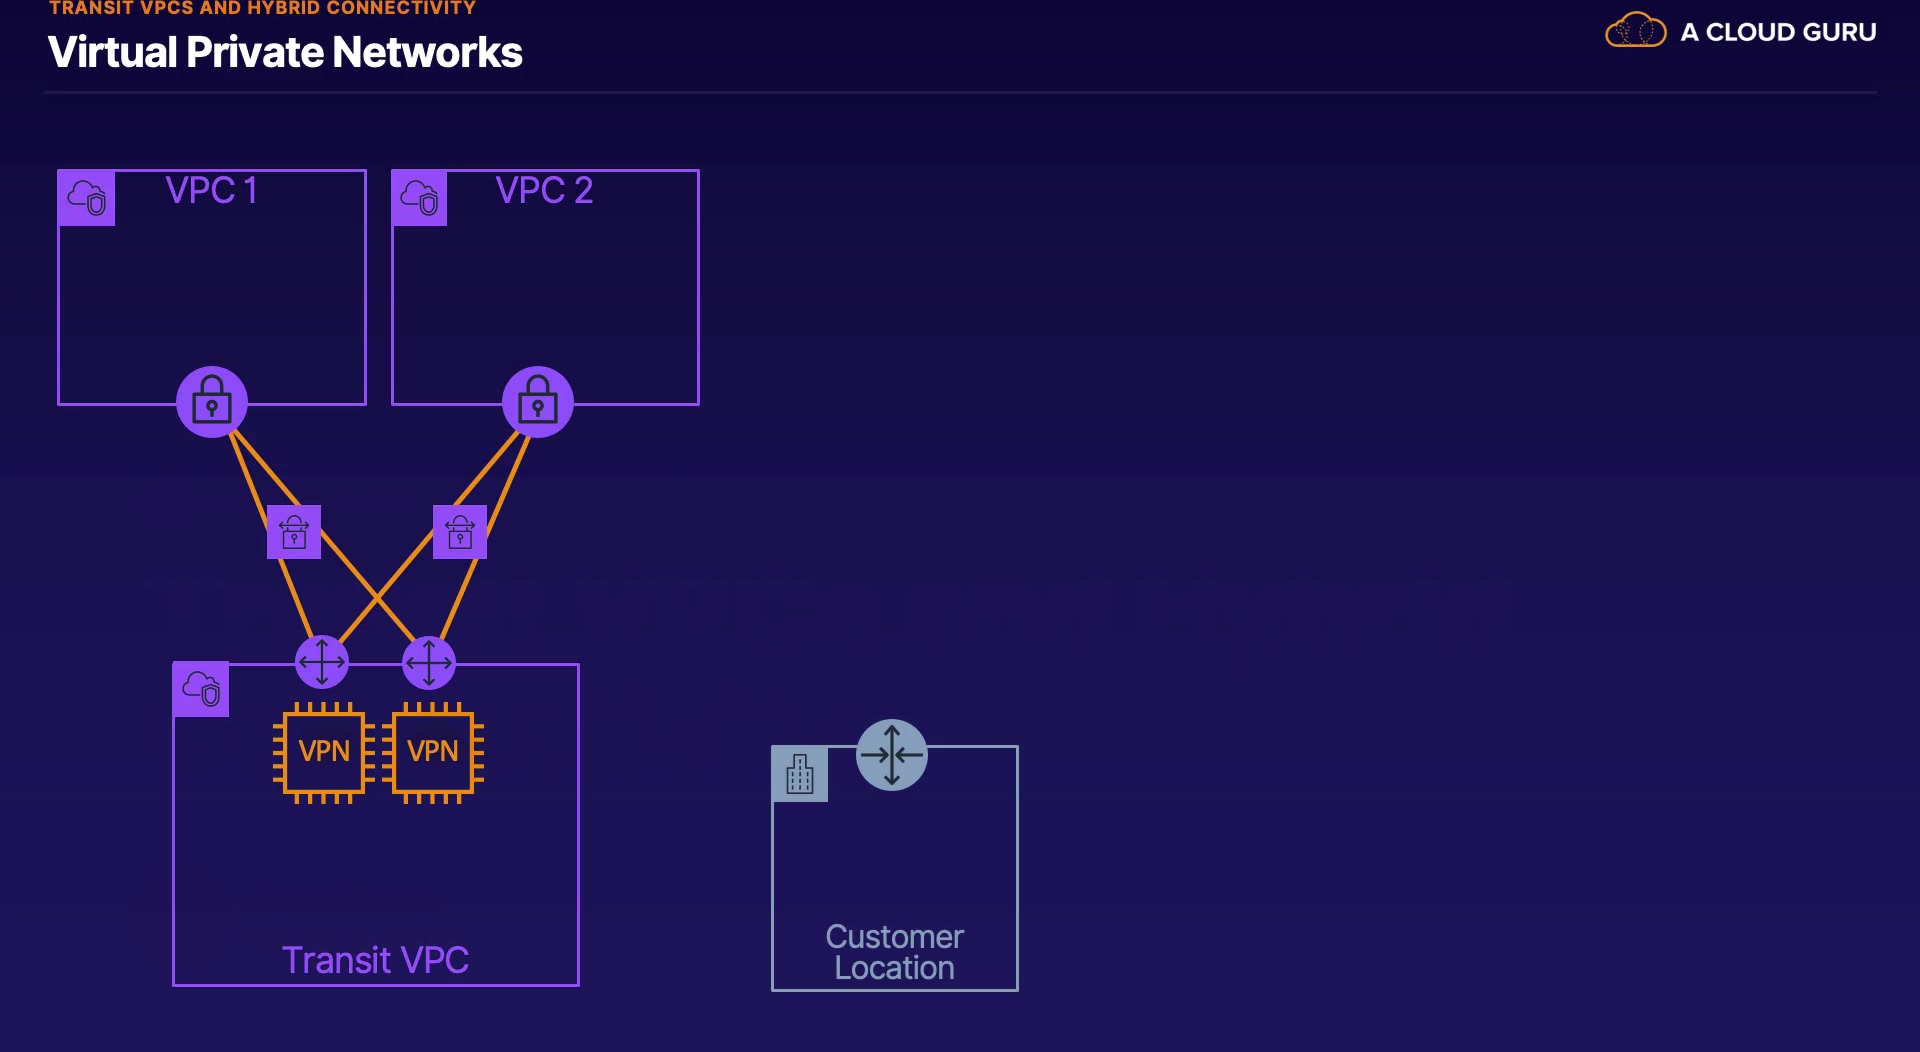 TRANSIT VPCS AND HYBRID CONNECTIVITY
Virtual Private Networks
A CLOUD GURU
VPC 1
VPC 2
VPN
VPN
Transit VPC
Customer
Location